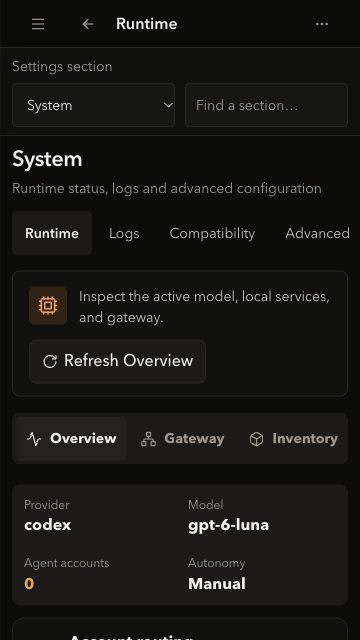 Runtime
Settings section
System
Find a section...
System
Runtime status, logs and advanced configuration
Runtime
Logs
Compatibility
Advanced
Inspect the active model, local services,
and gateway.
Refresh Overview
Overview
Gateway
Inventory
Provider
Model
codex
gpt-6-luna
Agent accounts
Autonomy
0
Manual
Account routing